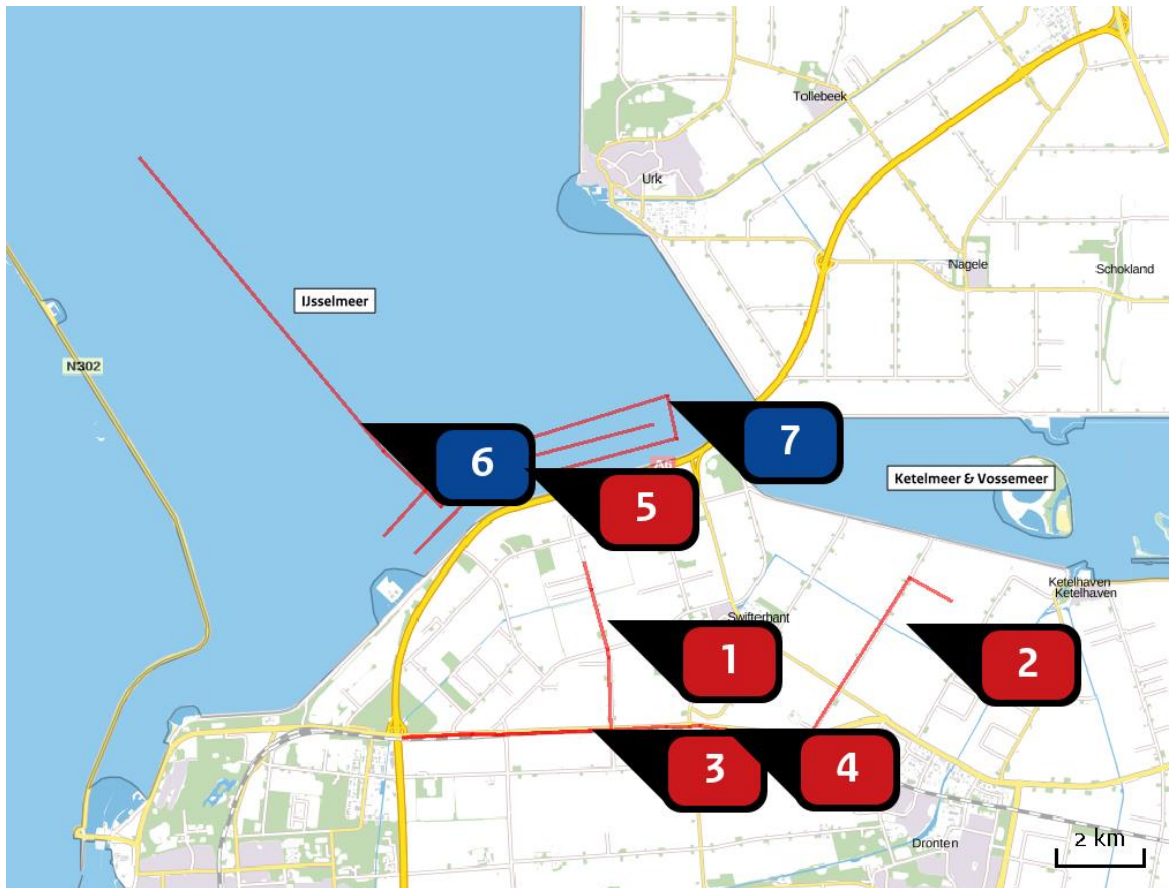 Tollebeek
Urk
Nagele
Schokland
IJsselmeer
N302
7
6
A6
Ketelmeer & Vossemeer
5
Ketelhaven
Ketelhaven
Swifterbant
1
2
3
4
Dronten
2 km